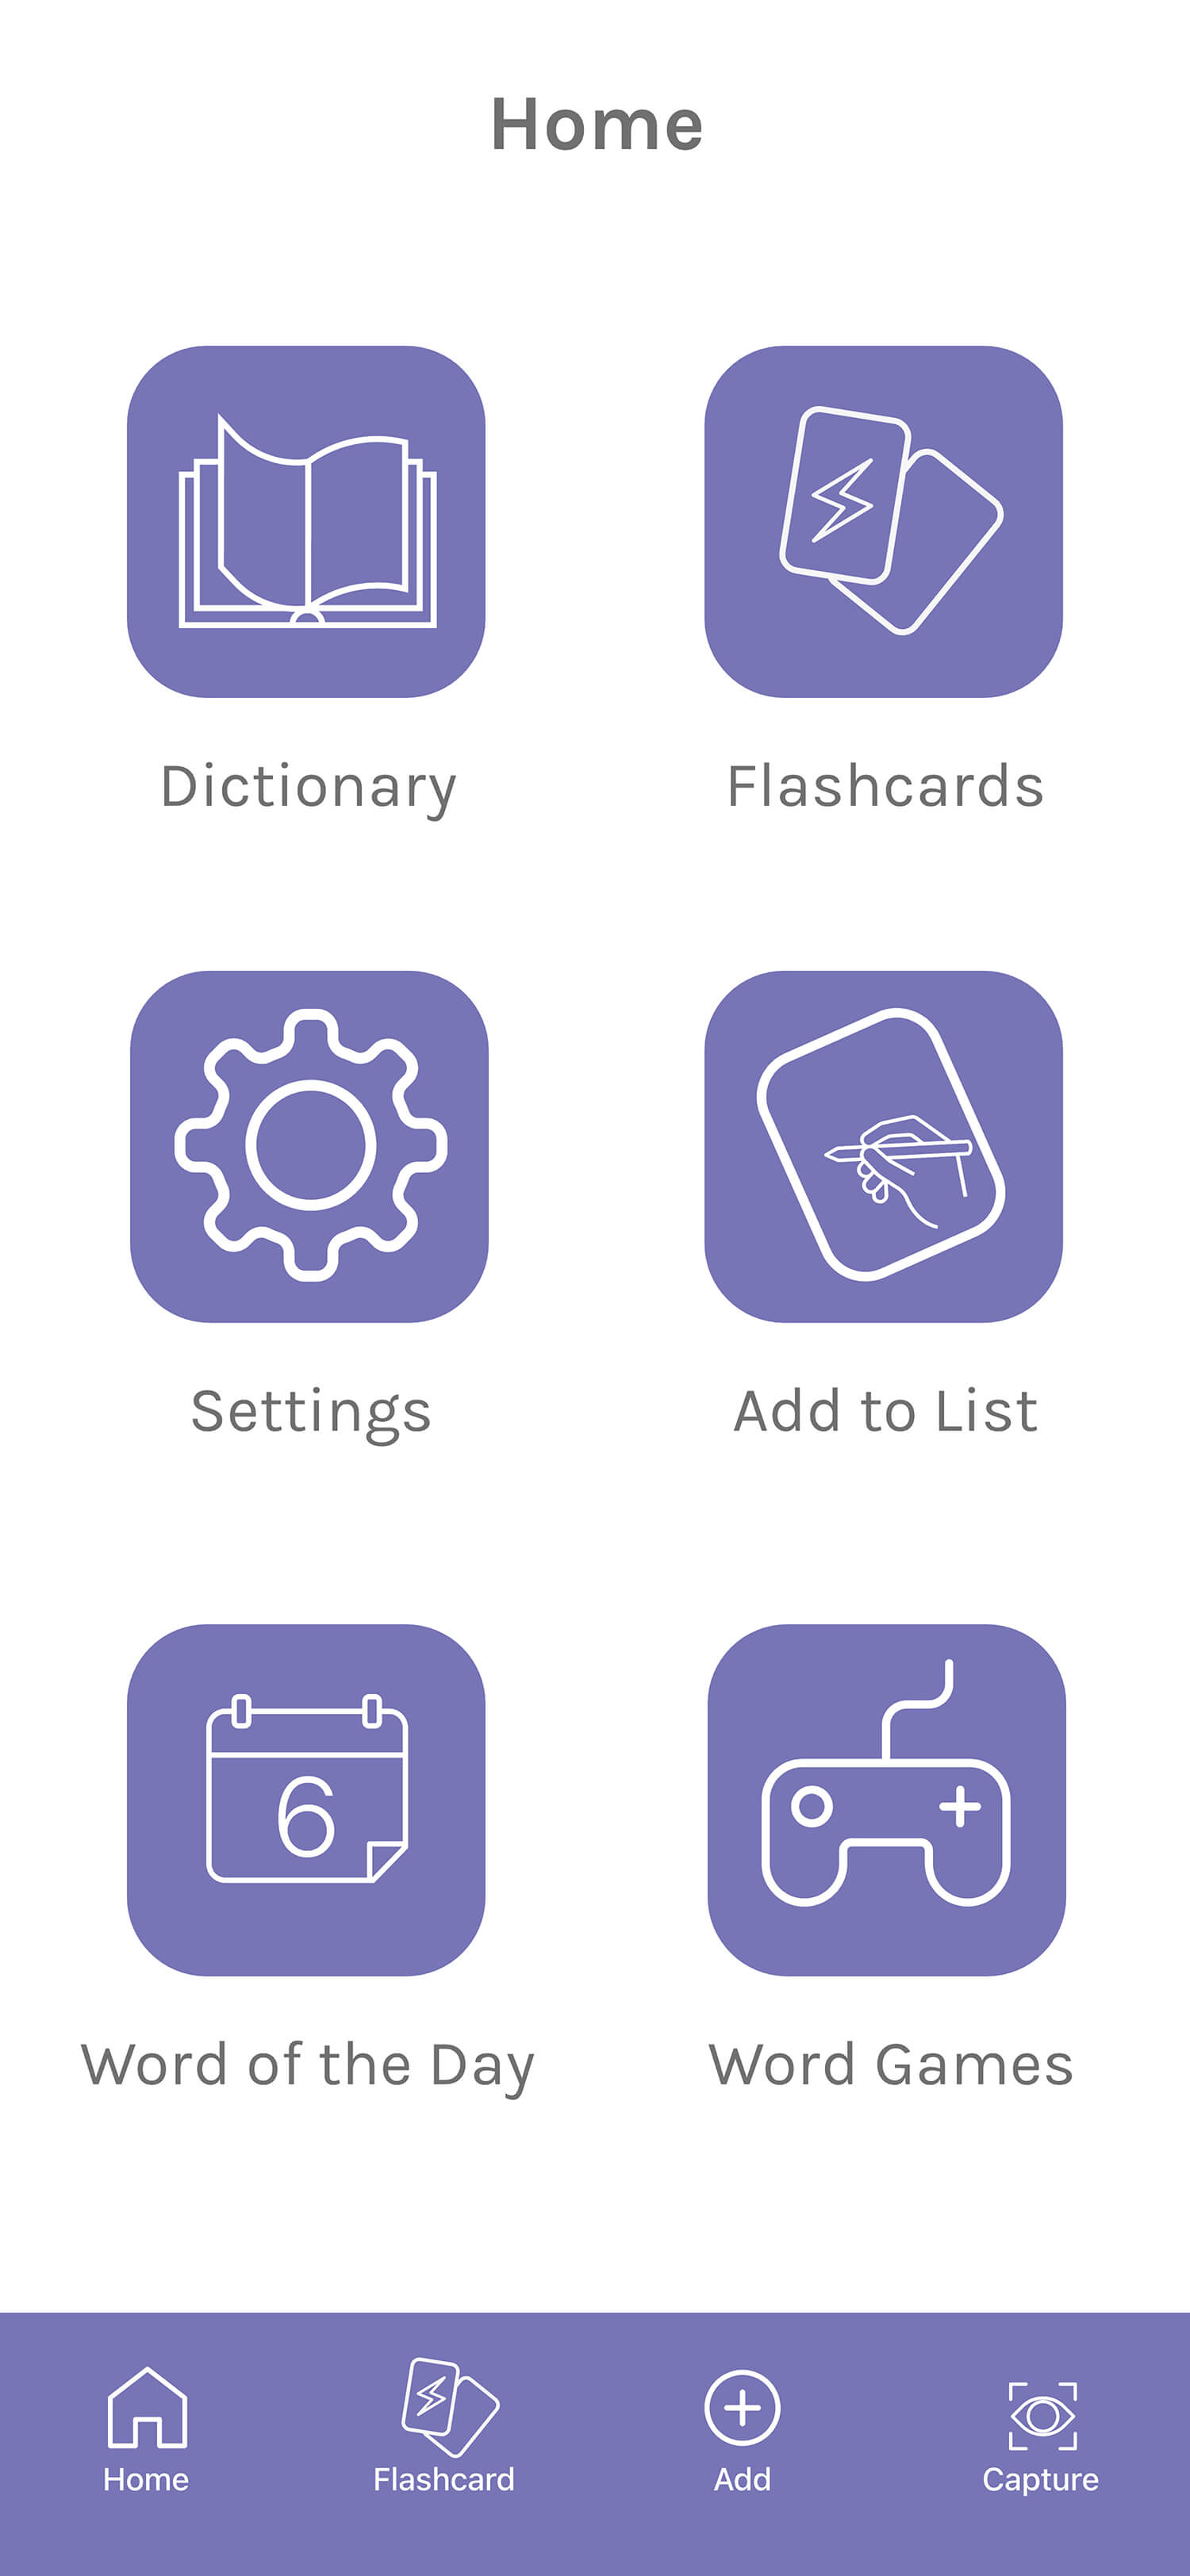 Home
Dictionary
Flashcards
Settings
Add to List
6
Word of the Day
Word Games
Home
Flashcard
Add
Capture